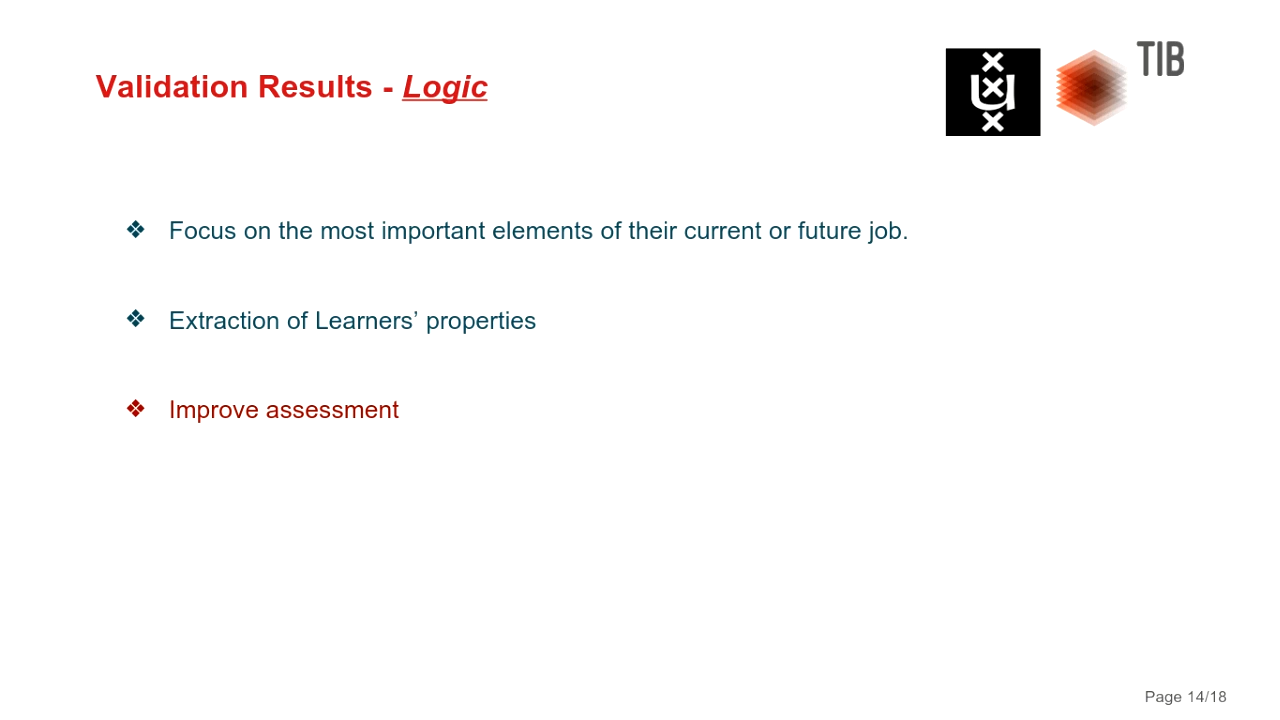 Validation Results - Logic
TIB
❖ Focus on the most important elements of their current or future job.
❖ Extraction of Learners’ properties
❖ Improve assessment
Page 14/18